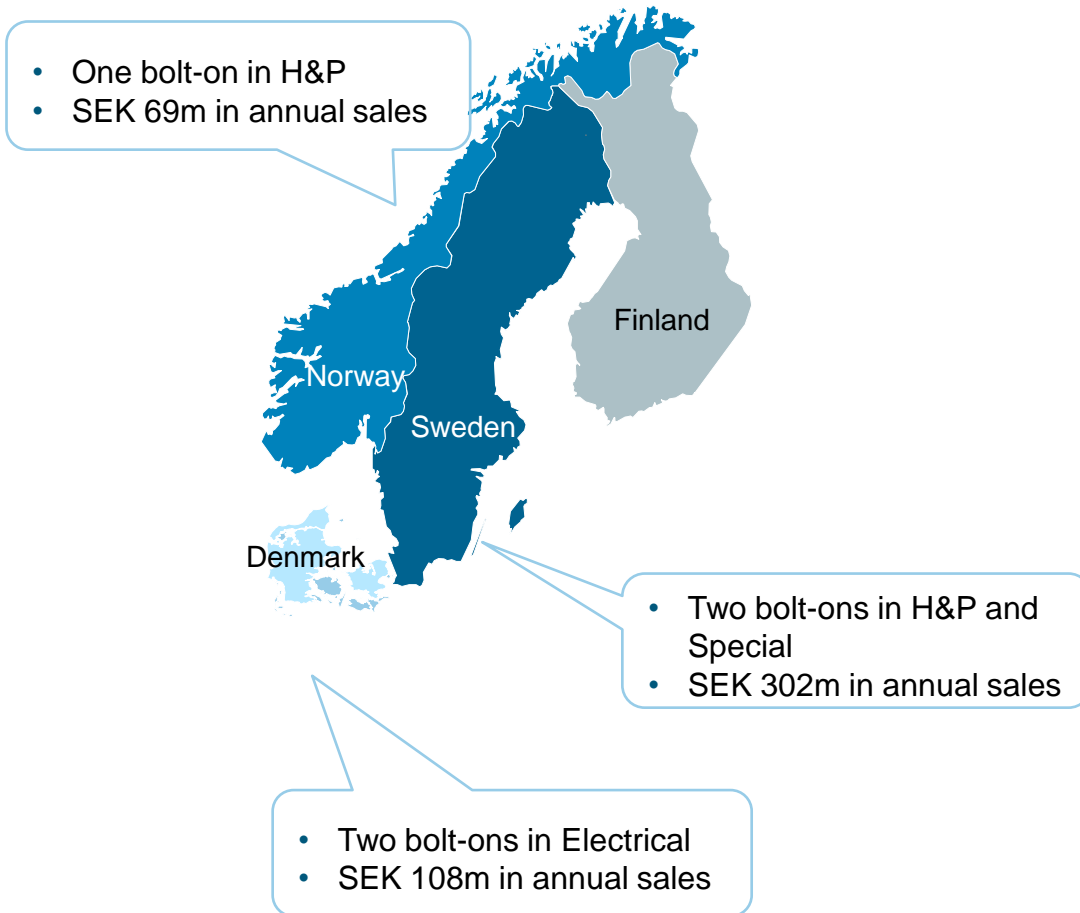 • One bolt-on in H&P
• SEK 69m in annual sales
Finland
Norway
Sweden
Denmark
• Two bolt-ons in H&P and
Special
• SEK 302m in annual sales
• Two bolt-ons in Electrical
• SEK 108m in annual sales